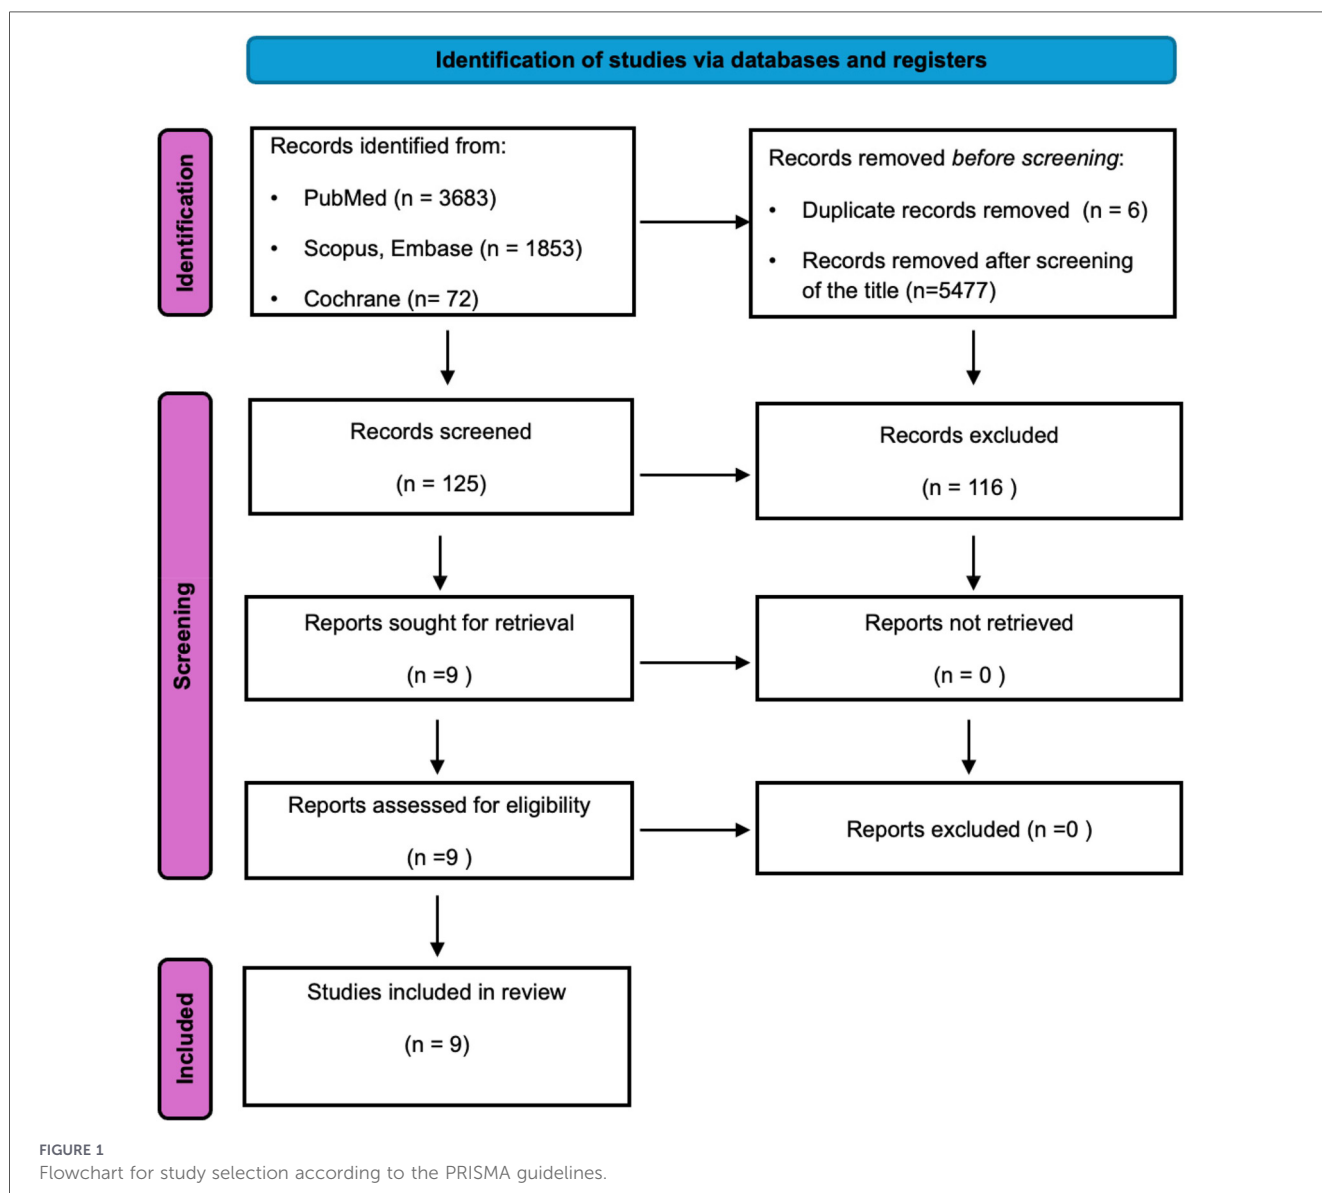 Identification of studies via databases and registers
Identification
Records identified from:
• PubMed (n = 3683)
• Scopus, Embase (n = 1853)
• Cochrane (n= 72)
Records removed before screening:
• Duplicate records removed  (n = 6)
• Records removed after screening
of the title (n=5477)
Screening
Records screened
(n = 125)
Records excluded
(n = 116 )
Reports sought for retrieval
(n =9 )
Reports not retrieved
(n = 0 )
Reports assessed for eligibility
(n =9 )
Reports excluded (n =0 )
Included
Studies included in review
(n = 9)
FIGURE 1
Flowchart for study selection according to the PRISMA guidelines.